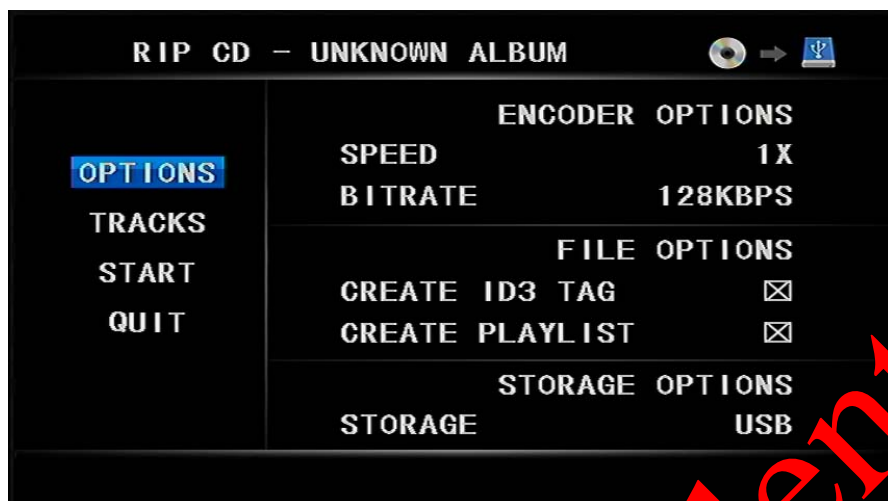 RIP CD – UNKNOWN ALBUM
OPTIONS
TRACKS
START
QUIT
ENCODER OPTIONS
SPEED 1X
BITRATE 128KBPS
FILE OPTIONS
CREATE ID3 TAG ☒
CREATE PLAYLIST ☒
STORAGE OPTIONS
STORAGE USB